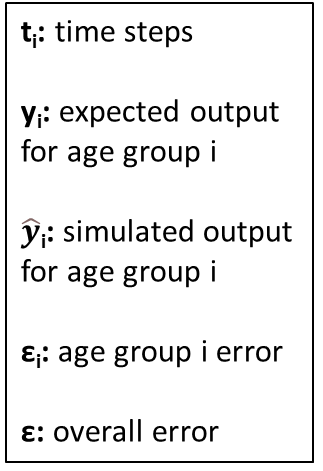 tᵢ: time steps
yᵢ: expected output
for age group i
ŷᵢ: simulated output
for age group i
εᵢ: age group i error
ε: overall error